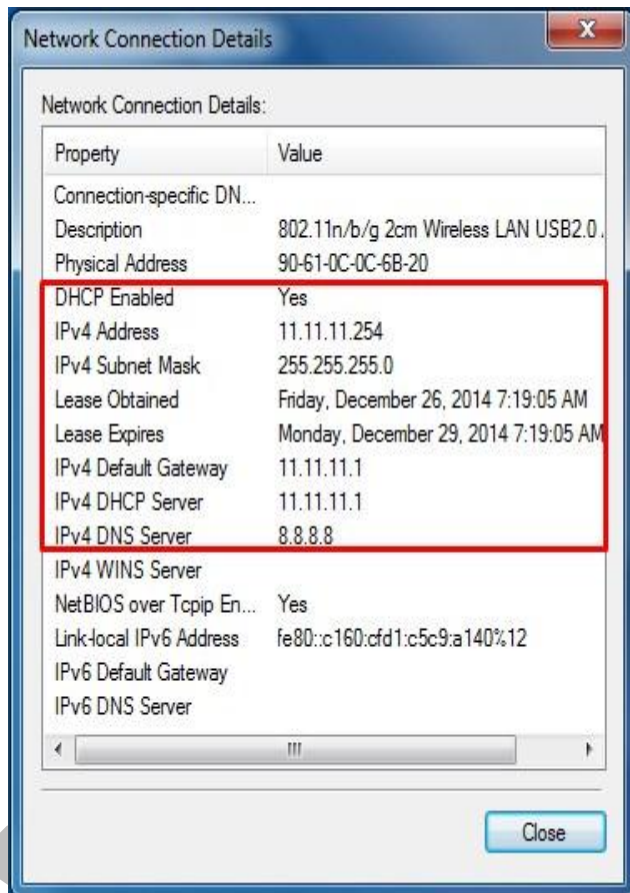 Network Connection Details
X
Network Connection Details:
Property Value
Connection-specific DN...
Description 802.11n/b/g 2cm Wireless LAN USB2.0
Physical Address 90-61-0C-0C-6B-20
DHCP Enabled Yes
IPv4 Address 11.11.11.254
IPv4 Subnet Mask 255.255.255.0
Lease Obtained Friday, December 26, 2014 7:19:05 AM
Lease Expires Monday, December 29, 2014 7:19:05 AM
IPv4 Default Gateway 11.11.11.1
IPv4 DHCP Server 11.11.11.1
IPv4 DNS Server 8.8.8.8
IPv4 WINS Server
NetBIOS over Tcpip En... Yes
Link-local IPv6 Address fe80::c160:cfd1:c5c9:a140%12
IPv6 Default Gateway
IPv6 DNS Server
Close